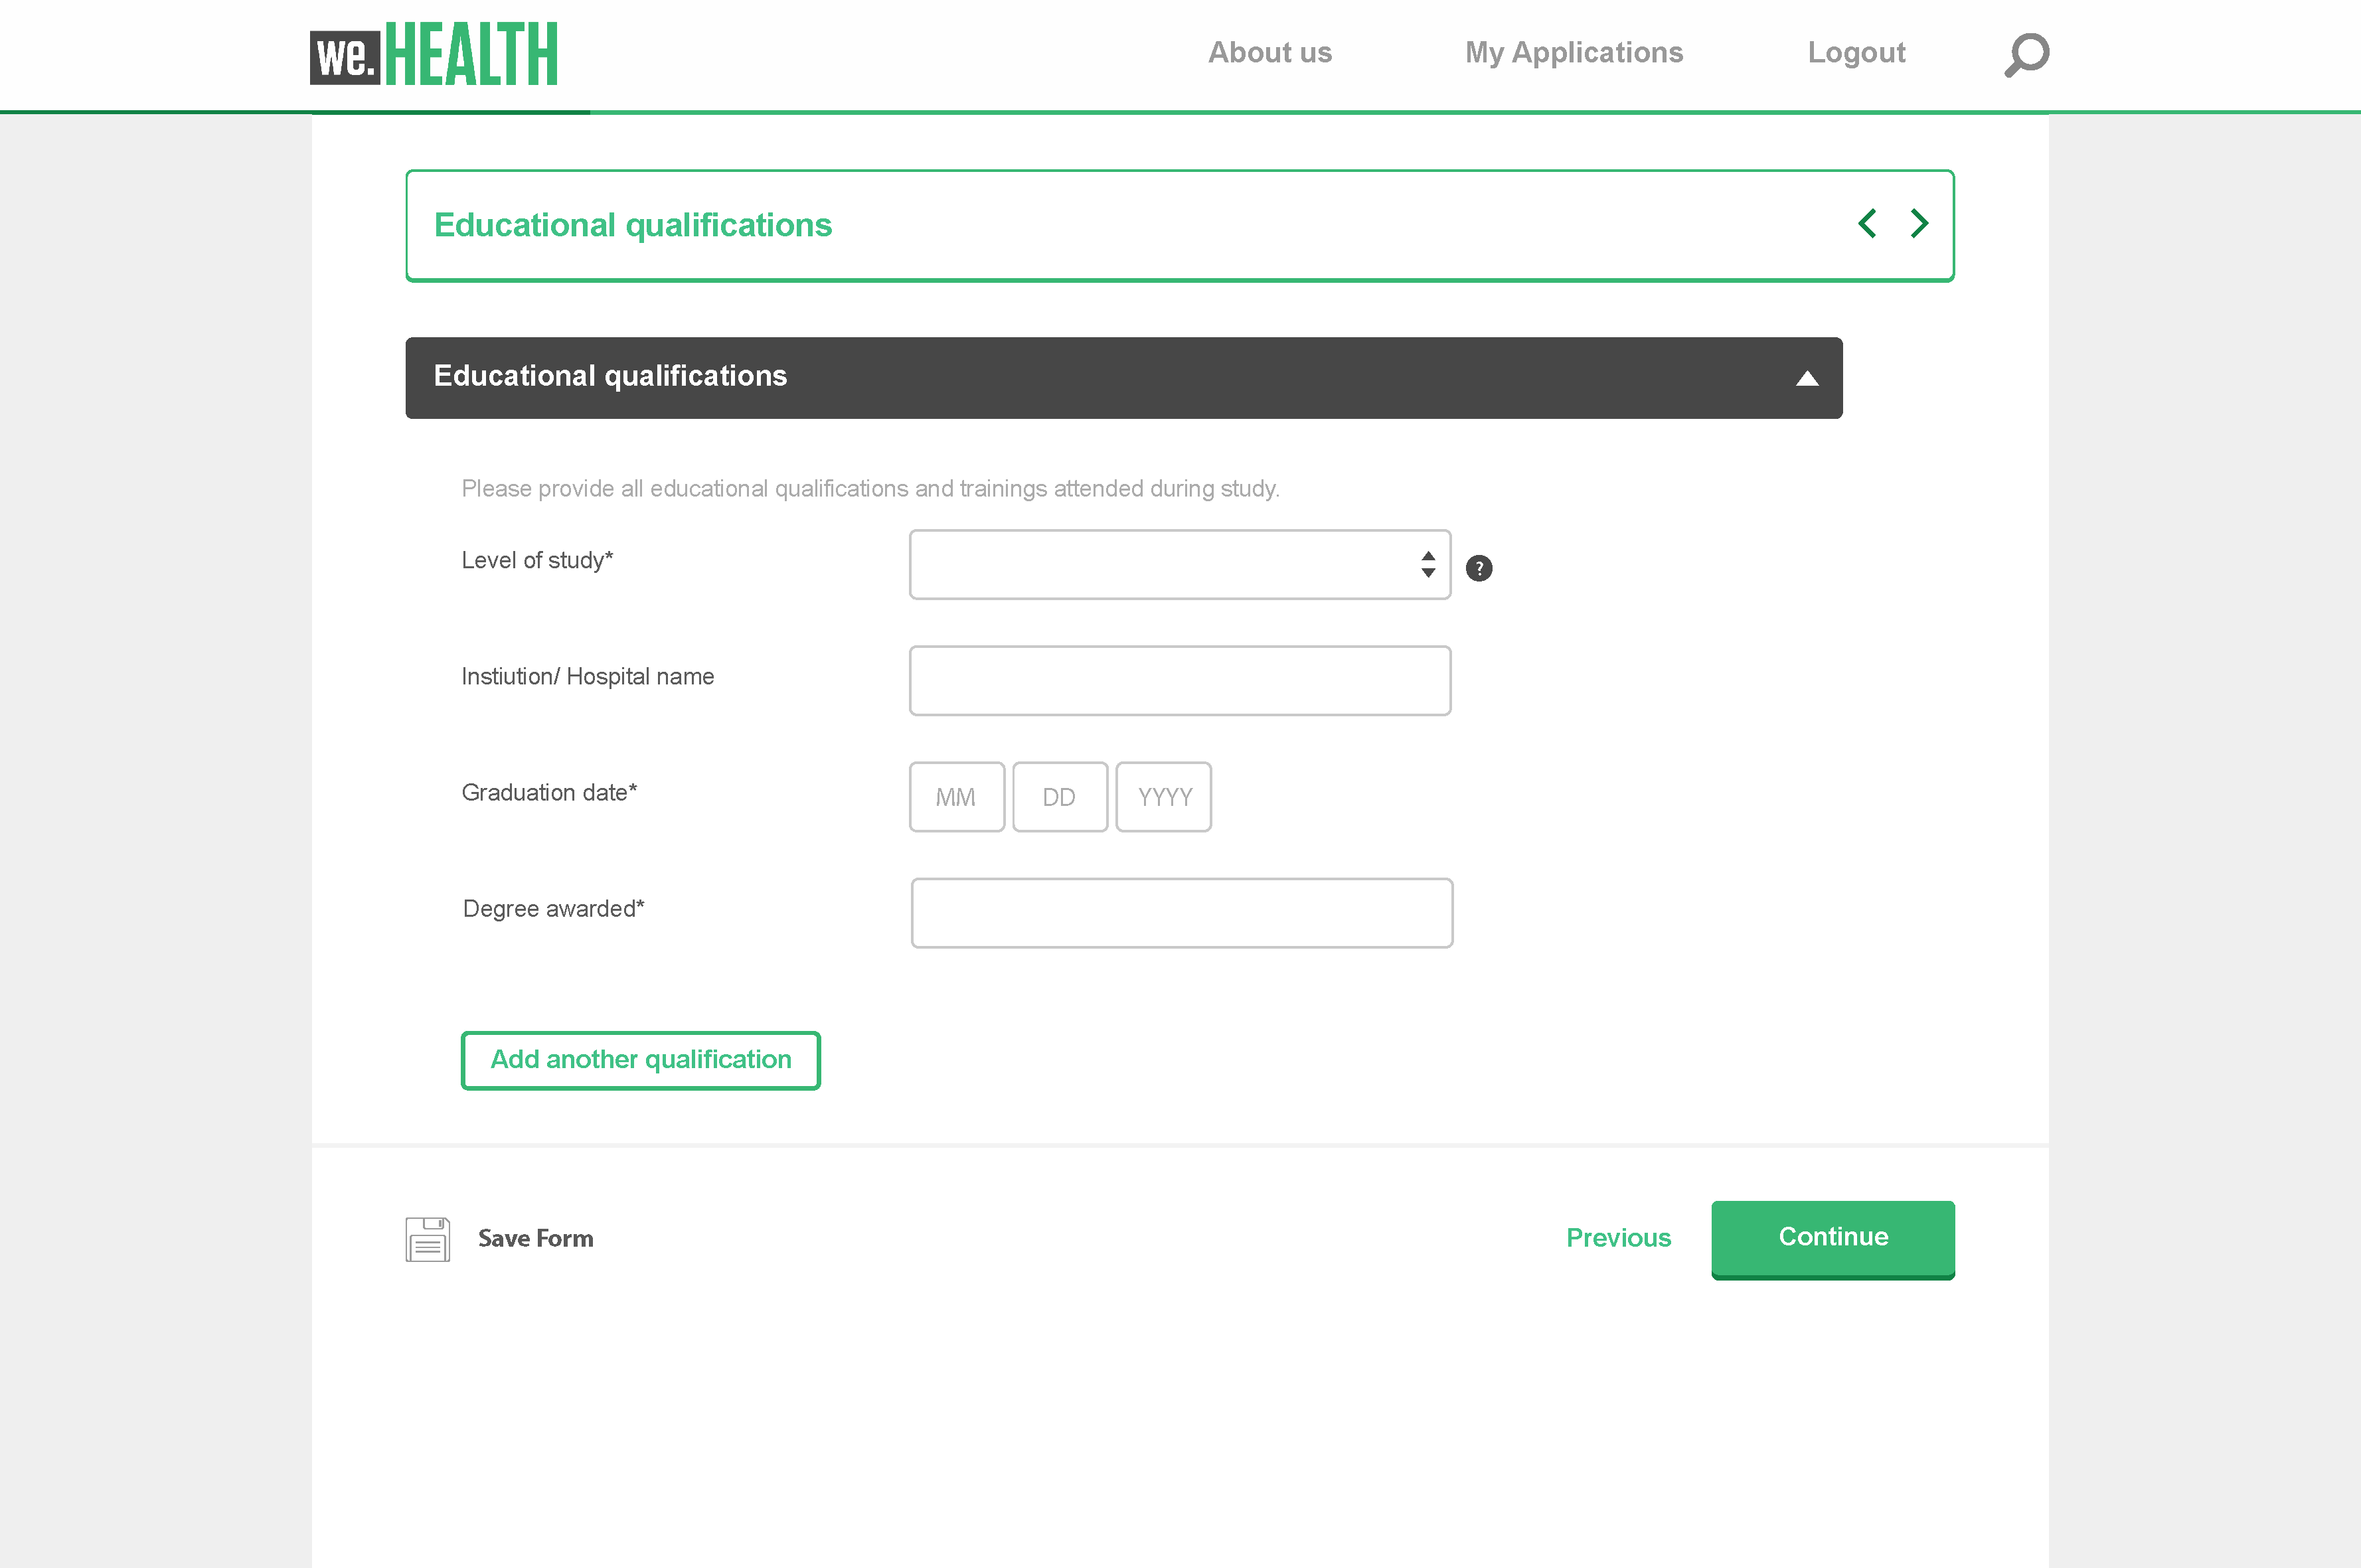 we.HEALTH
About us
My Applications
Logout
Educational qualifications
Educational qualifications
Please provide all educational qualifications and trainings attended during study.
Level of study*
?
Instiution/ Hospital name
Graduation date*
MM DD YYYY
Degree awarded*
Add another qualification
Save Form
Previous
Continue